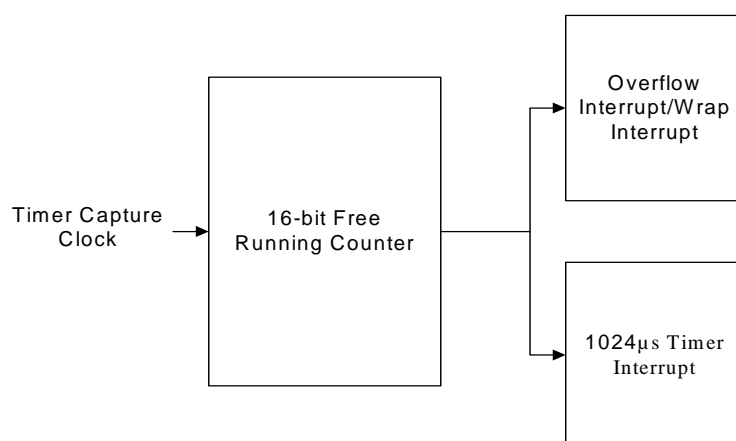 Timer Capture
Clock
16-bit Free
Running Counter
Overflow
Interrupt/Wrap
Interrupt
1024µs Timer
Interrupt